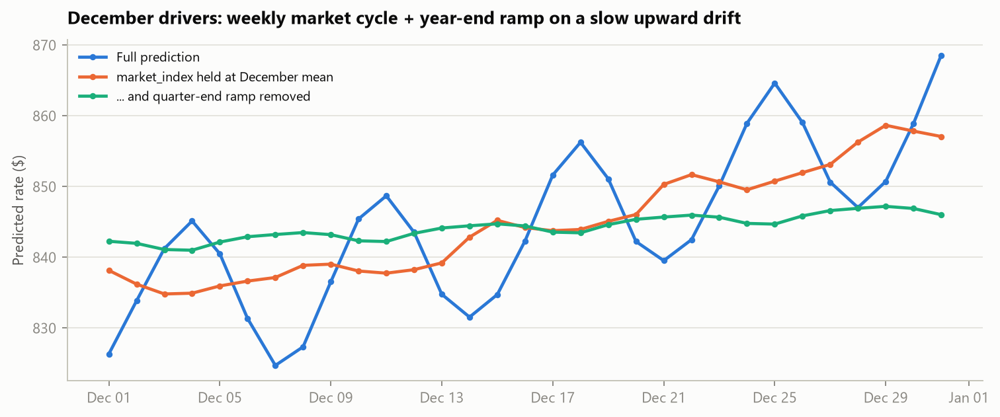 December drivers: weekly market cycle + year-end ramp on a slow upward drift
Full prediction
market_index held at December mean
... and quarter-end ramp removed
Predicted rate ($)
870
860
850
840
830
Dec 01
Dec 05
Dec 09
Dec 13
Dec 17
Dec 21
Dec 25
Dec 29
Jan 01